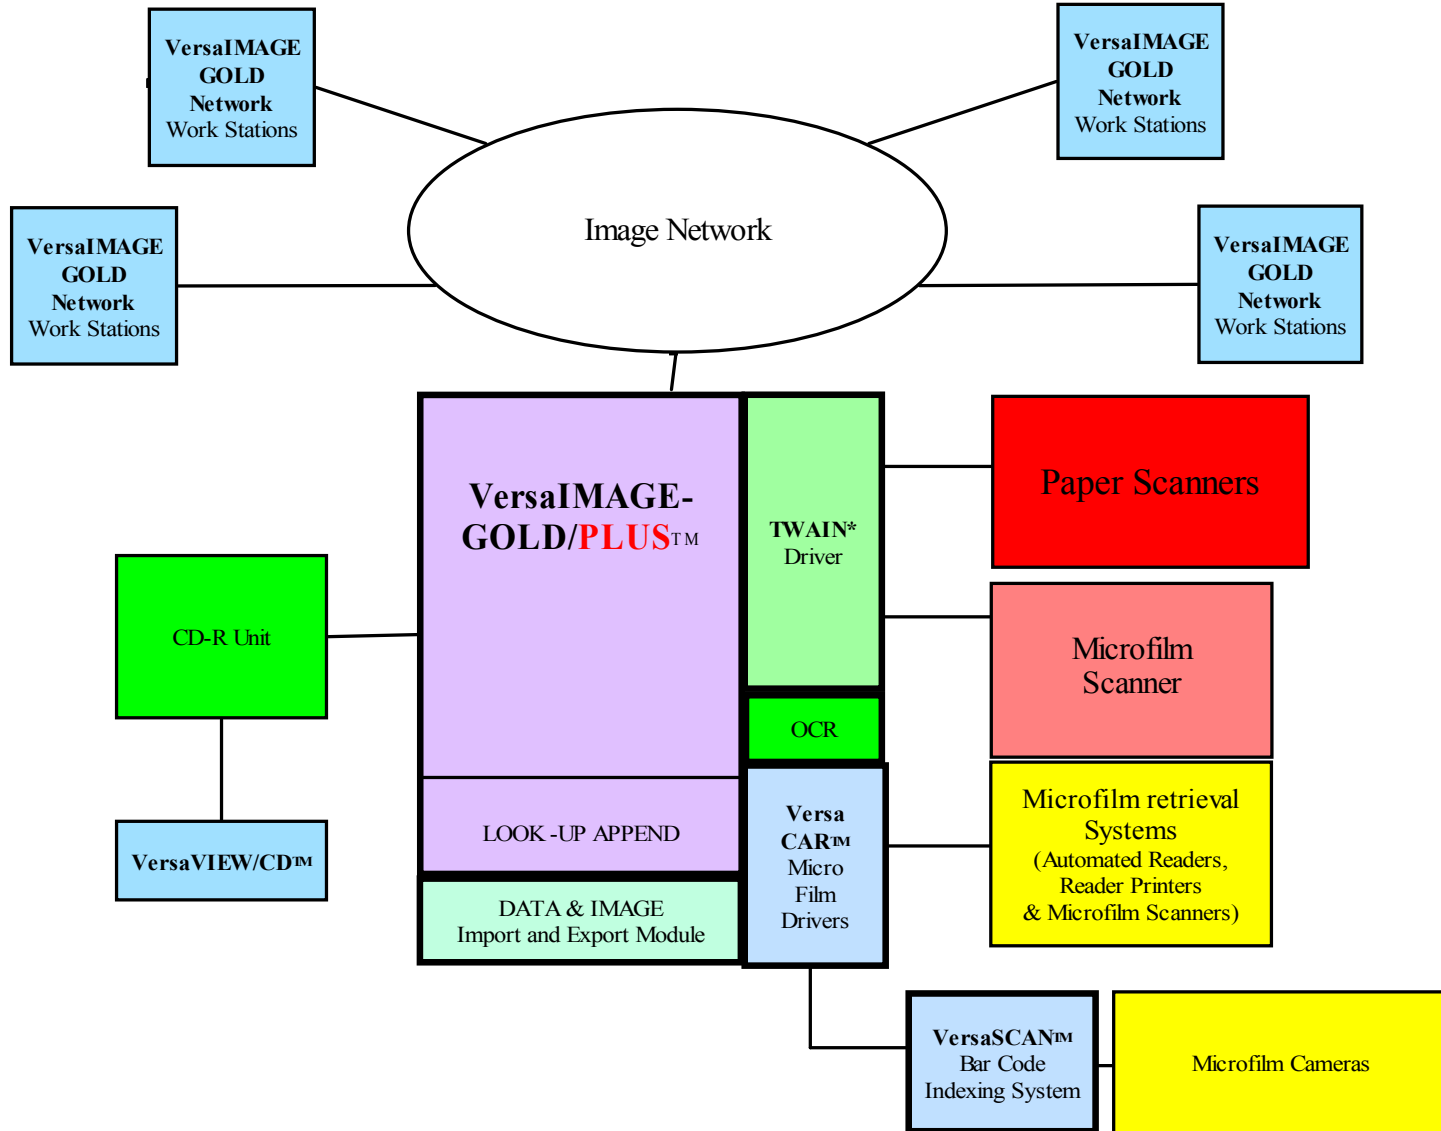 VersaIMAGE
GOLD
Network
Work Stations
VersaIMAGE
GOLD
Network
Work Stations
Image Network
VersaIMAGE
GOLD
Network
Work Stations
VersaIMAGE
GOLD
Network
Work Stations
VersaIMAGE-
GOLD/PLUS™
TWAIN*
Driver
Paper Scanners
CD-R Unit
Microfilm
Scanner
OCR
LOOK -UP APPEND
Versa
CAR™
Micro
Film
Drivers
Microfilm retrieval
Systems
(Automated Readers,
Reader Printers
& Microfilm Scanners)
VersaVIEW/CD™
DATA & IMAGE
Import and Export Module
VersaSCAN™
Bar Code
Indexing System
Microfilm Cameras